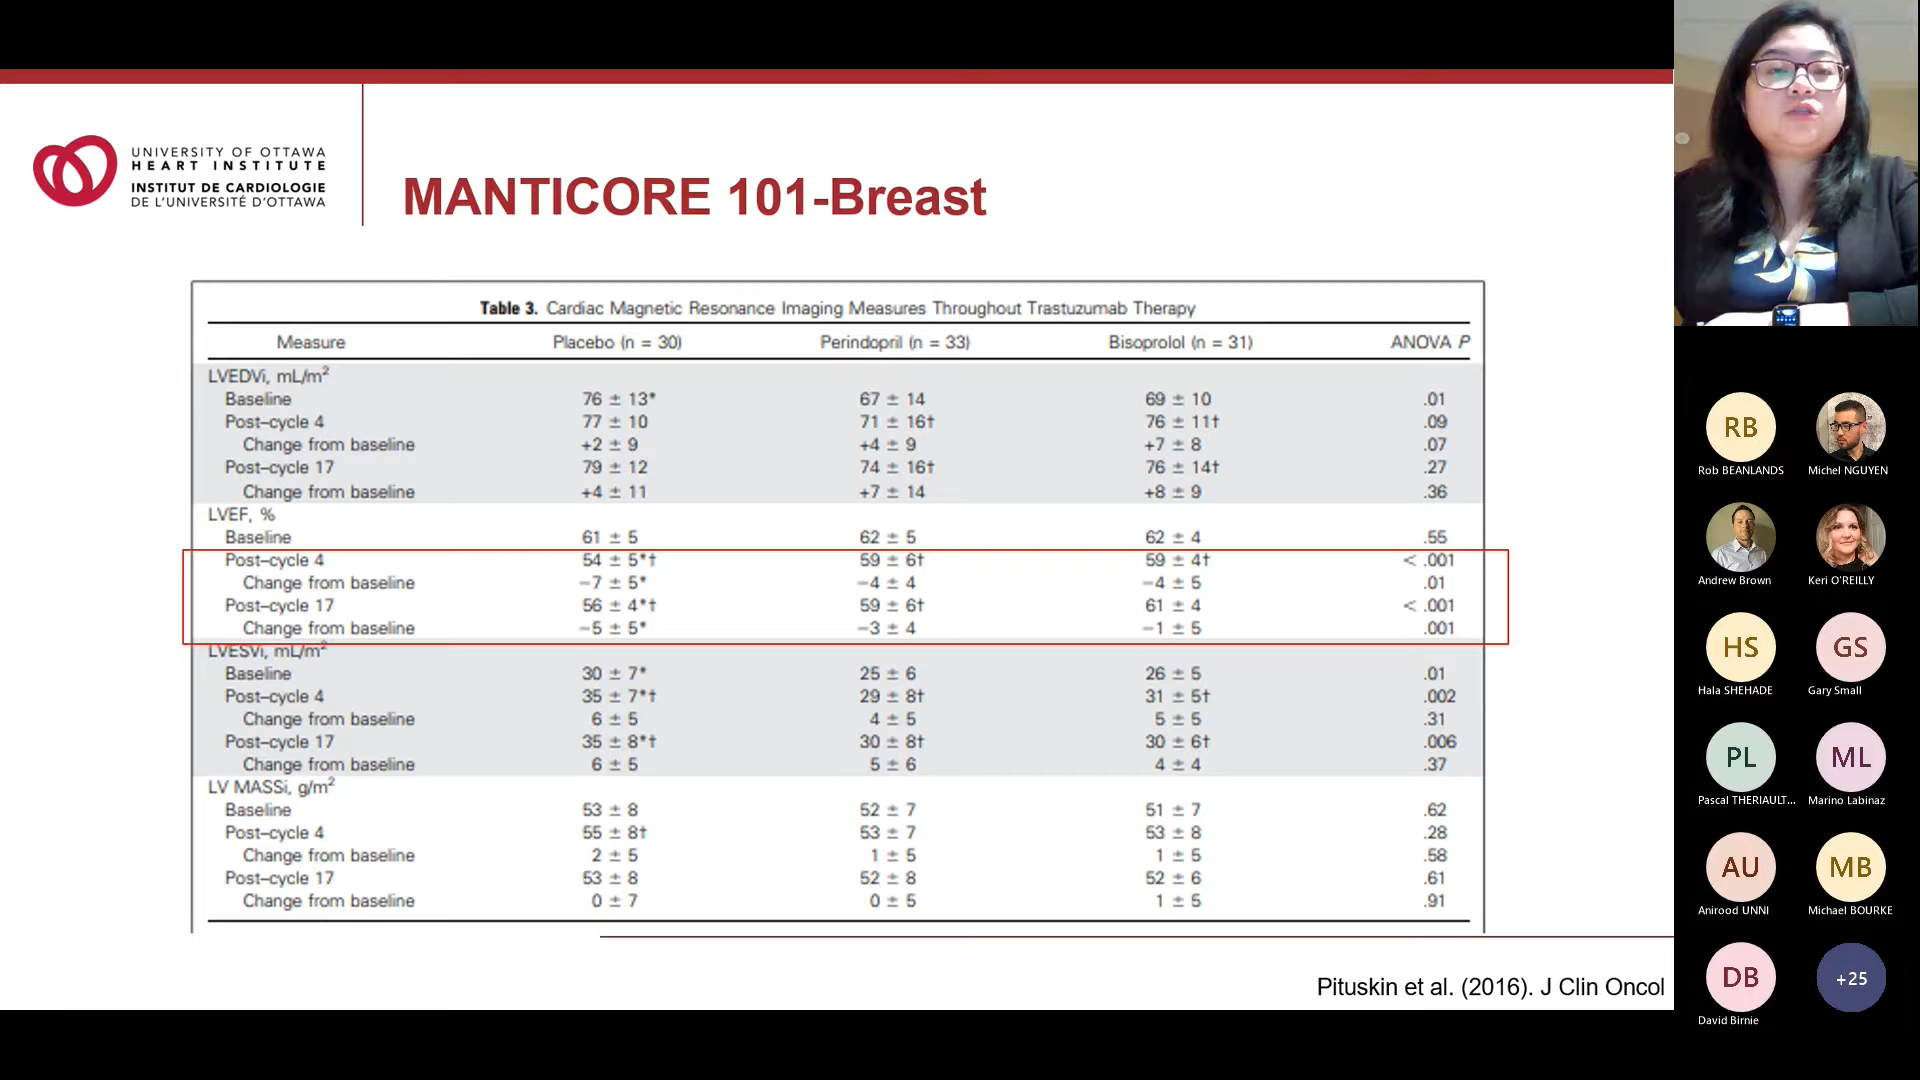 UNIVERSITY OF OTTAWA
HEART INSTITUTE
INSTITUT DE CARDIOLOGIE
DE L'UNIVERSITÉ D'OTTAWA
MANTICORE 101-Breast
Table 3. Cardiac Magnetic Resonance Imaging Measures Throughout Trastuzumab Therapy
Measure Placebo (n = 30) Perindopril (n = 33) Bisoprolol (n = 31) ANOVA P
LVEDVi, mL/m²
Baseline 76 ± 13* 67 ± 14 69 ± 10 .01
Post–cycle 4 77 ± 10 71 ± 16† 76 ± 11† .09
Change from baseline +2 ± 9 +4 ± 9 +7 ± 8 .07
Post–cycle 17 79 ± 12 74 ± 16† 76 ± 14† .27
Change from baseline +4 ± 11 +7 ± 14 +8 ± 9 .36
LVEF, %
Baseline 61 ± 5 62 ± 5 62 ± 4 .55
Post–cycle 4 54 ± 5*† 59 ± 6† 59 ± 4† < .001
Change from baseline −7 ± 5* −4 ± 4 −4 ± 5 .01
Post–cycle 17 56 ± 4*† 59 ± 6† 61 ± 4 < .001
Change from baseline −5 ± 5* −3 ± 4 −1 ± 5 .001
LVESVi, mL/m²
Baseline 30 ± 7* 25 ± 6 26 ± 5 .01
Post–cycle 4 35 ± 7*† 29 ± 8† 31 ± 5† .002
Change from baseline 6 ± 5 4 ± 5 5 ± 5 .31
Post–cycle 17 35 ± 8*† 30 ± 8† 30 ± 6† .006
Change from baseline 6 ± 5 5 ± 6 4 ± 4 .37
LV MASSi, g/m²
Baseline 53 ± 8 52 ± 7 51 ± 7 .62
Post–cycle 4 55 ± 8† 53 ± 7 53 ± 8 .28
Change from baseline 2 ± 5 1 ± 5 1 ± 5 .58
Post–cycle 17 53 ± 8 52 ± 8 52 ± 6 .61
Change from baseline 0 ± 7 0 ± 5 1 ± 5 .91
Pituskin et al. (2016). J Clin Oncol
RB
Rob BEANLANDS Michel NGUYEN
Andrew Brown Keri O'REILLY
HS GS
Hala SHEHADE Gary Small
PL ML
Pascal THERIAULT... Marino Labinaz
AU MB
Anirood UNNI Michael BOURKE
DB +25
David Birnie